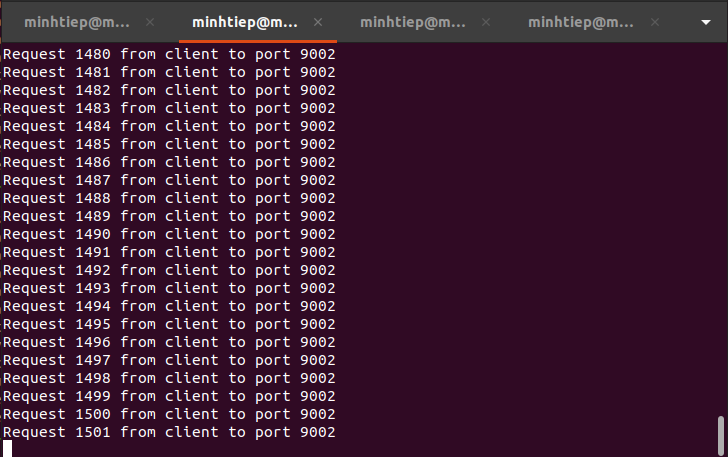 minhtiep@m... × minhtiep@m... × minhtiep@m... × minhtiep@m... ×
Request 1480 from client to port 9002
Request 1481 from client to port 9002
Request 1482 from client to port 9002
Request 1483 from client to port 9002
Request 1484 from client to port 9002
Request 1485 from client to port 9002
Request 1486 from client to port 9002
Request 1487 from client to port 9002
Request 1488 from client to port 9002
Request 1489 from client to port 9002
Request 1490 from client to port 9002
Request 1491 from client to port 9002
Request 1492 from client to port 9002
Request 1493 from client to port 9002
Request 1494 from client to port 9002
Request 1495 from client to port 9002
Request 1496 from client to port 9002
Request 1497 from client to port 9002
Request 1498 from client to port 9002
Request 1499 from client to port 9002
Request 1500 from client to port 9002
Request 1501 from client to port 9002